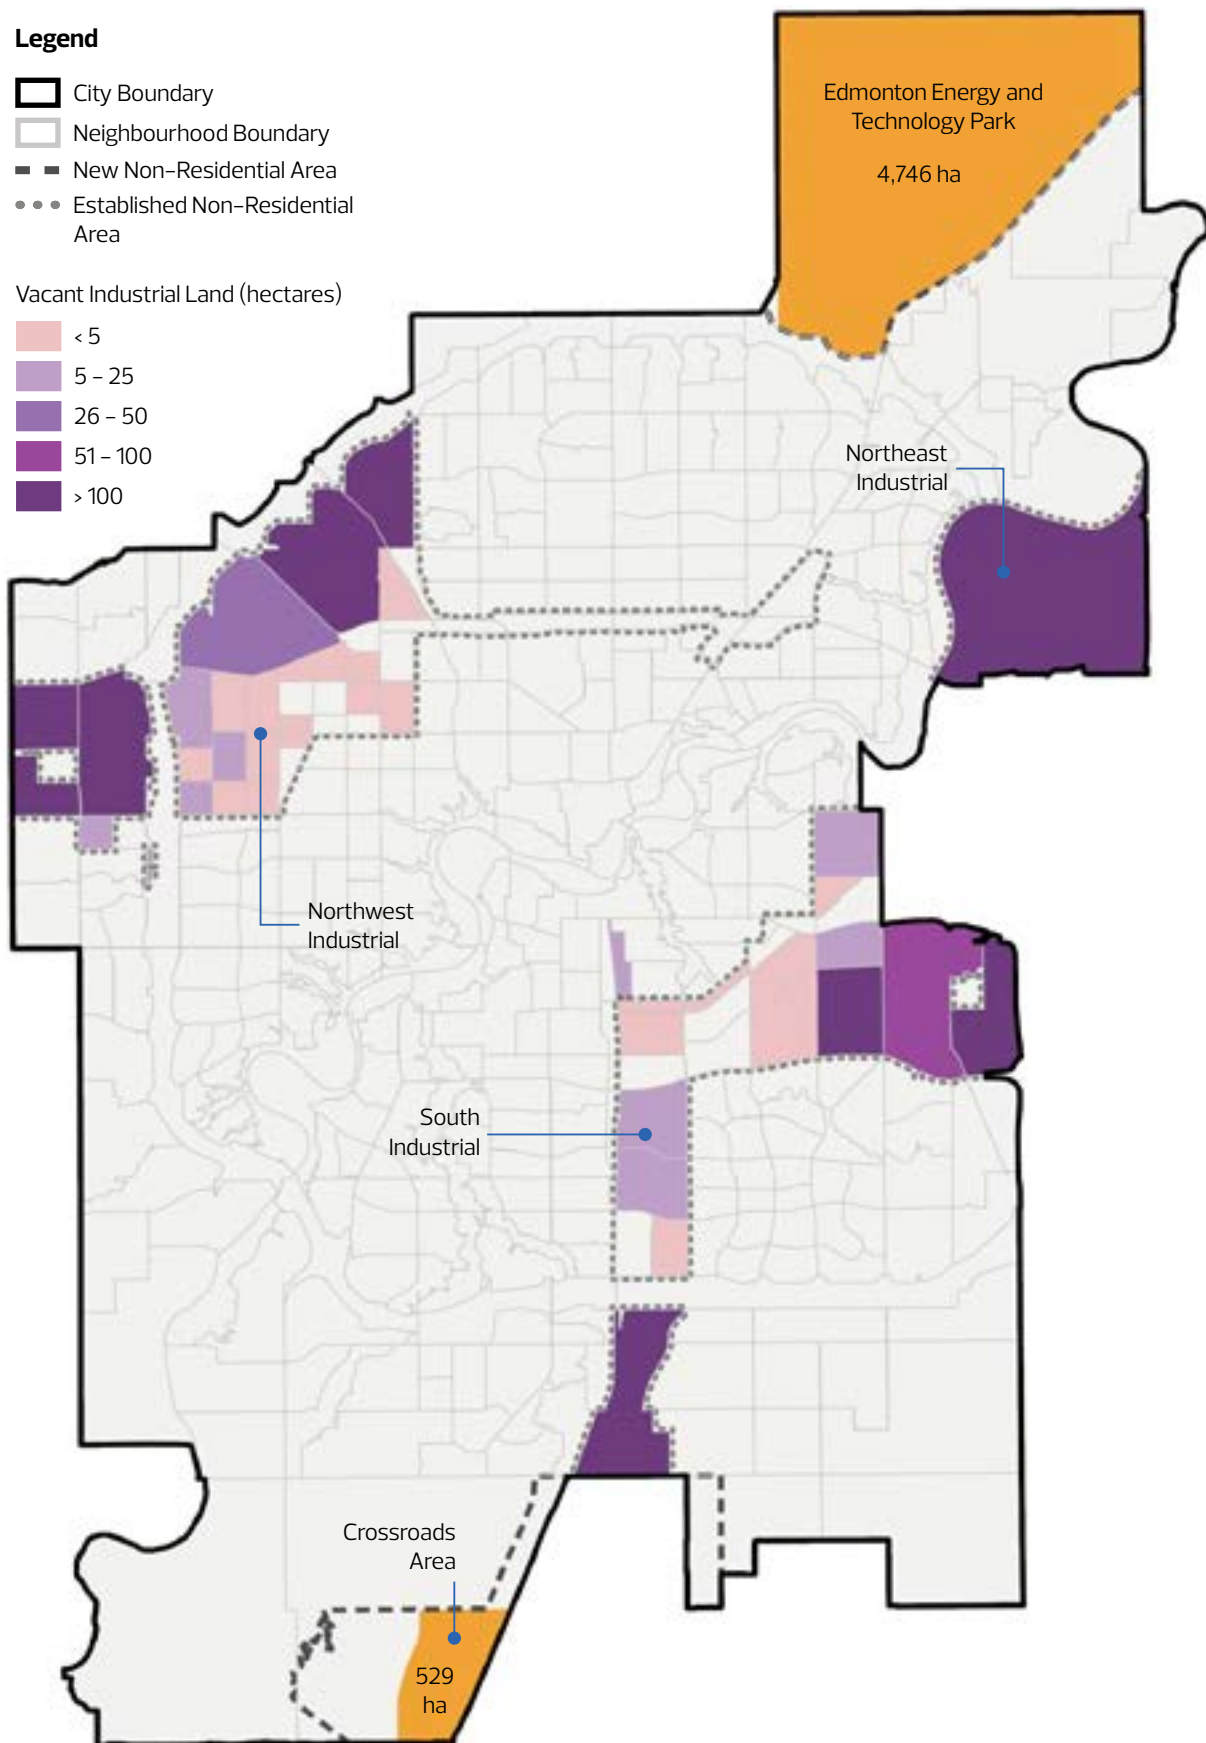 Legend
City Boundary
Neighbourhood Boundary
New Non-Residential Area
Established Non-Residential
Area
Vacant Industrial Land (hectares)
< 5
5 – 25
26 – 50
51 – 100
> 100
Edmonton Energy and
Technology Park
4,746 ha
Northeast
Industrial
Northwest
Industrial
South
Industrial
Crossroads
Area
529
ha